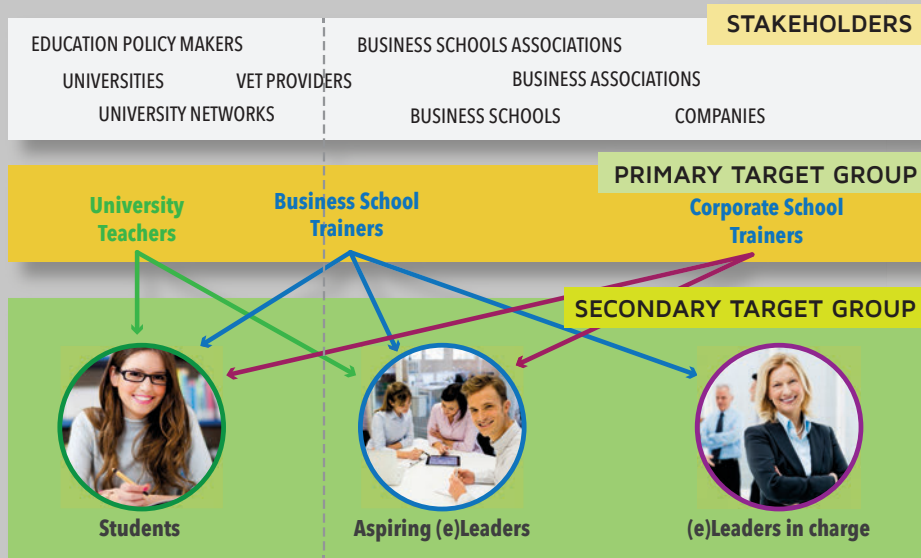 STAKEHOLDERS
EDUCATION POLICY MAKERS
BUSINESS SCHOOLS ASSOCIATIONS
UNIVERSITIES
VET PROVIDERS
BUSINESS ASSOCIATIONS
UNIVERSITY NETWORKS
BUSINESS SCHOOLS
COMPANIES
PRIMARY TARGET GROUP
University
Teachers
Business School
Trainers
Corporate School
Trainers
SECONDARY TARGET GROUP
Students
Aspiring (e)Leaders
(e)Leaders in charge